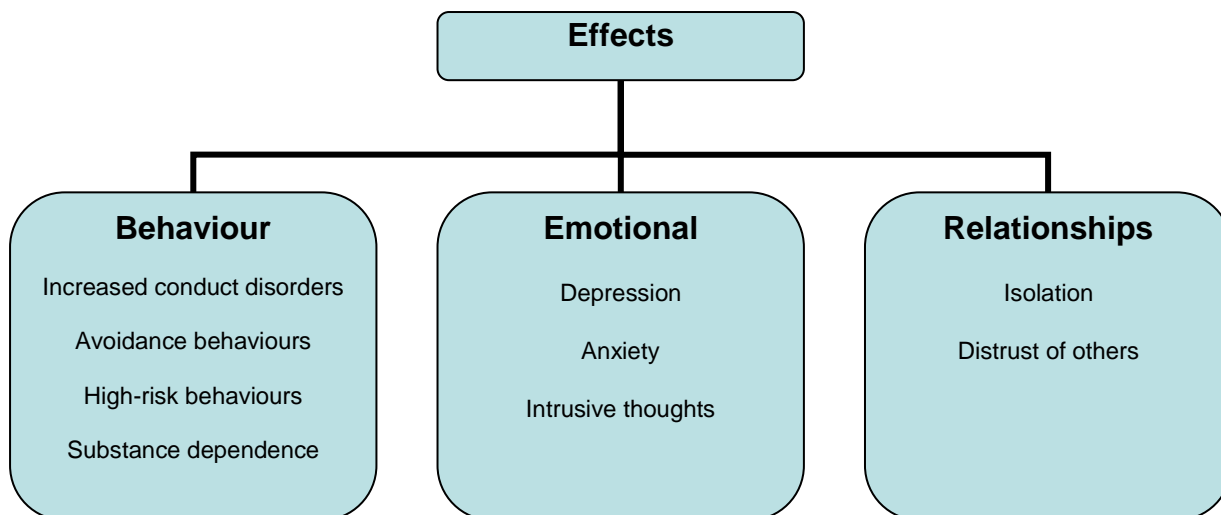 Effects
Behaviour
Increased conduct disorders
Avoidance behaviours
High-risk behaviours
Substance dependence
Emotional
Depression
Anxiety
Intrusive thoughts
Relationships
Isolation
Distrust of others